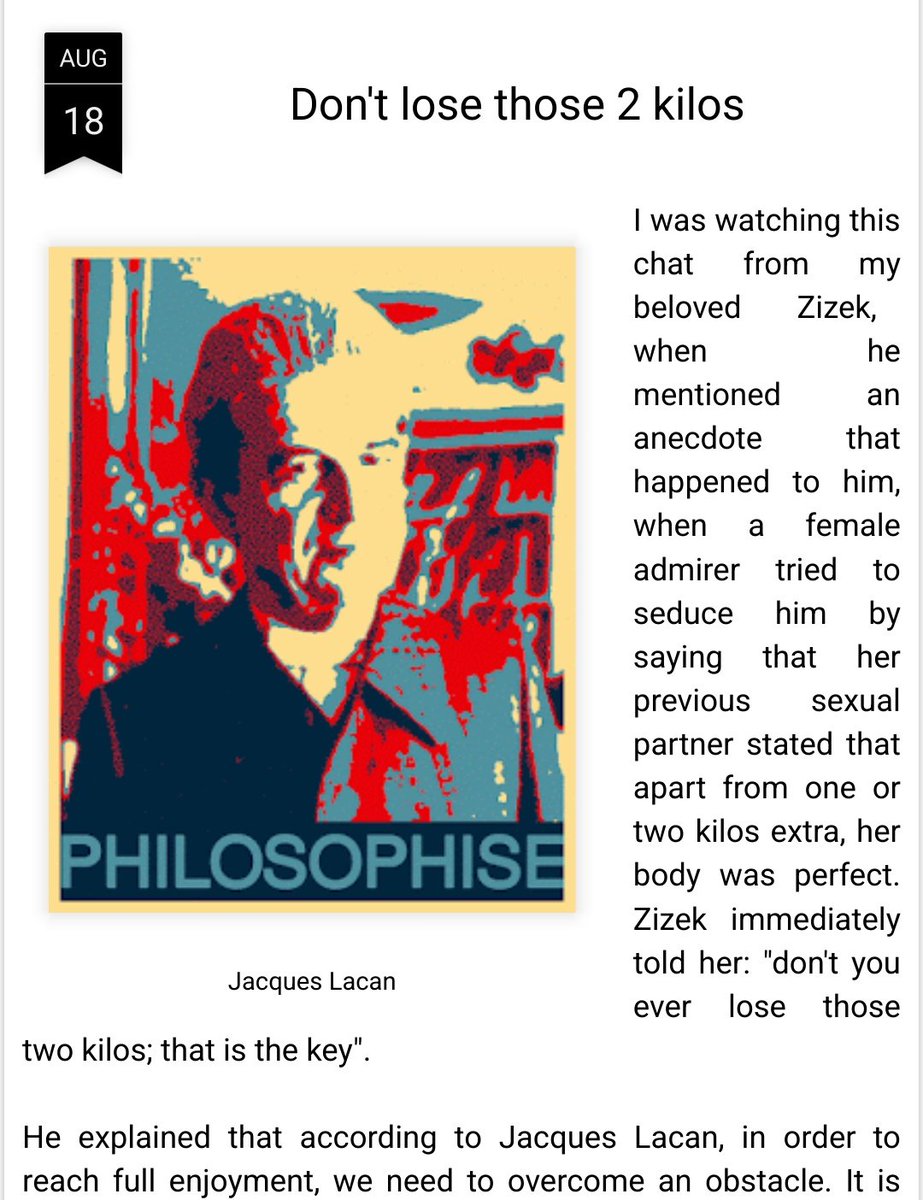 AUG
18
Don't lose those 2 kilos
PHILOSOPHISE
Jacques Lacan
I was watching this
chat from my
beloved Zizek,
when he
mentioned an
anecdote that
happened to him,
when a female
admirer tried to
seduce him by
saying that her
previous sexual
partner stated that
apart from one or
two kilos extra, her
body was perfect.
Zizek immediately
told her: "don't you
ever lose those
two kilos; that is the key".
He explained that according to Jacques Lacan, in order to
reach full enjoyment, we need to overcome an obstacle. It is